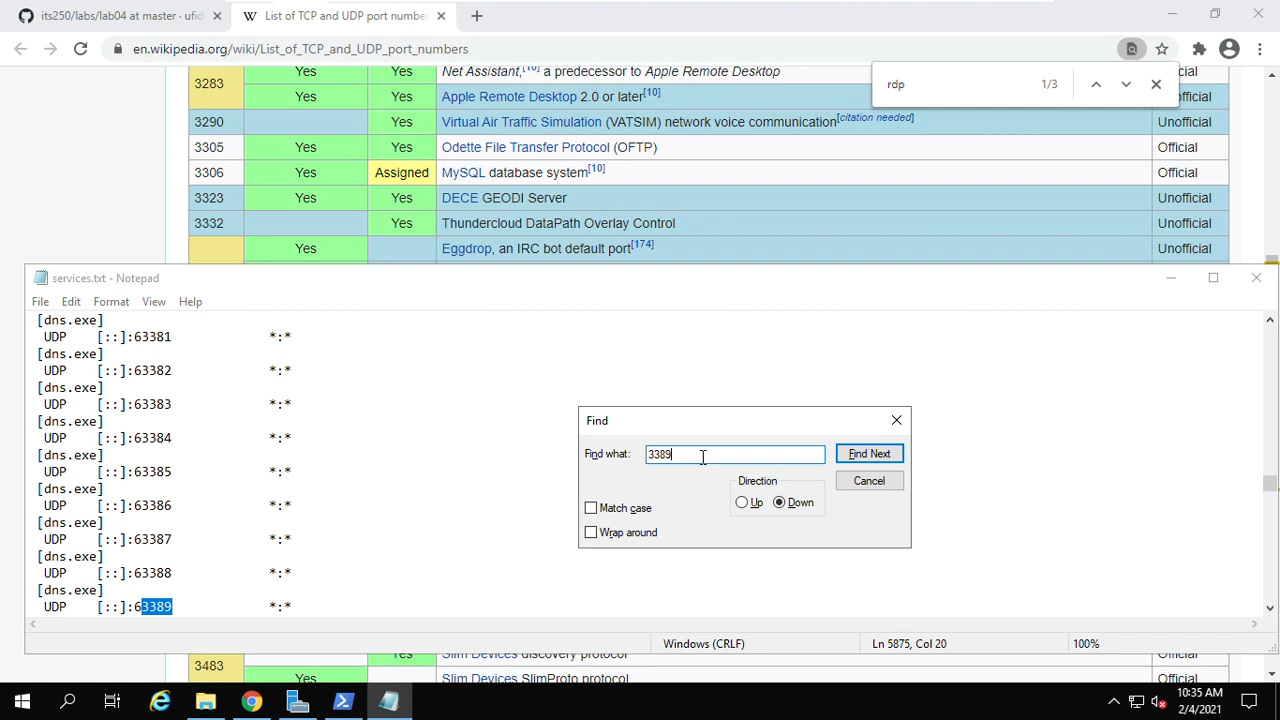 its250/labs/lab04 at master · ufid
List of TCP and UDP port numbe
en.wikipedia.org/wiki/List_of_TCP_and_UDP_port_numbers
rdp 1/3
3283 Yes Yes Net Assistant,[10] a predecessor to Apple Remote Desktop
Yes Yes Apple Remote Desktop 2.0 or later[10] Unofficial
3290 Yes Virtual Air Traffic Simulation (VATSIM) network voice communication[citation needed] Unofficial
3305 Yes Yes Odette File Transfer Protocol (OFTP) Official
3306 Yes Assigned MySQL database system[10] Official
3323 Yes Yes DECE GEODI Server Unofficial
3332 Yes Thundercloud DataPath Overlay Control Unofficial
Yes Eggdrop, an IRC bot default port[174] Unofficial
services.txt - Notepad
File Edit Format View Help
[dns.exe]
UDP [::]:63381 *:*
[dns.exe]
UDP [::]:63382 *:*
[dns.exe]
UDP [::]:63383 *:*
[dns.exe]
UDP [::]:63384 *:*
[dns.exe]
UDP [::]:63385 *:*
[dns.exe]
UDP [::]:63386 *:*
[dns.exe]
UDP [::]:63387 *:*
[dns.exe]
UDP [::]:63388 *:*
[dns.exe]
UDP [::]:63389 *:*
Find
Find what: 3389 Find Next
Direction Cancel
Up Down
Match case
Wrap around
Windows (CRLF) Ln 5875, Col 20 100%
3483 Yes Slim Devices discovery protocol Official
Yes Slim Devices SlimProto protocol Official
10:35 AM
2/4/2021